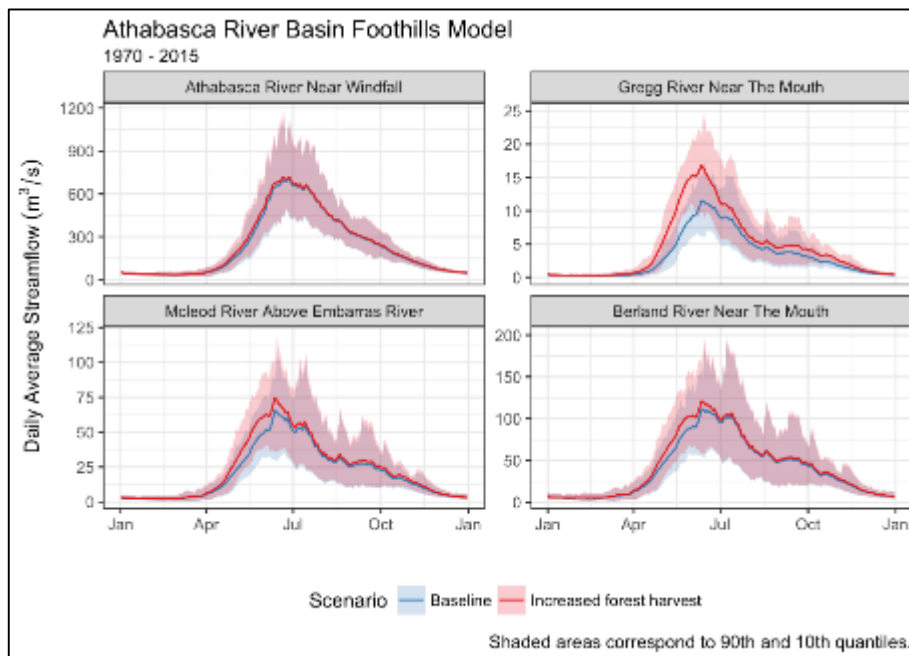 Athabasca River Basin Foothills Model
1970 - 2015
Athabasca River Near Windfall
Gregg River Near The Mouth
1200
900
600
300
0
25
20
15
10
5
0
Mcleod River Above Embarras River
Berland River Near The Mouth
125
100
75
50
25
0
200
150
100
50
0
Jan Apr Jul Oct Jan
Jan Apr Jul Oct Jan
Daily Average Streamflow (m³/s)
Scenario Baseline Increased forest harvest
Shaded areas correspond to 90th and 10th quantiles.